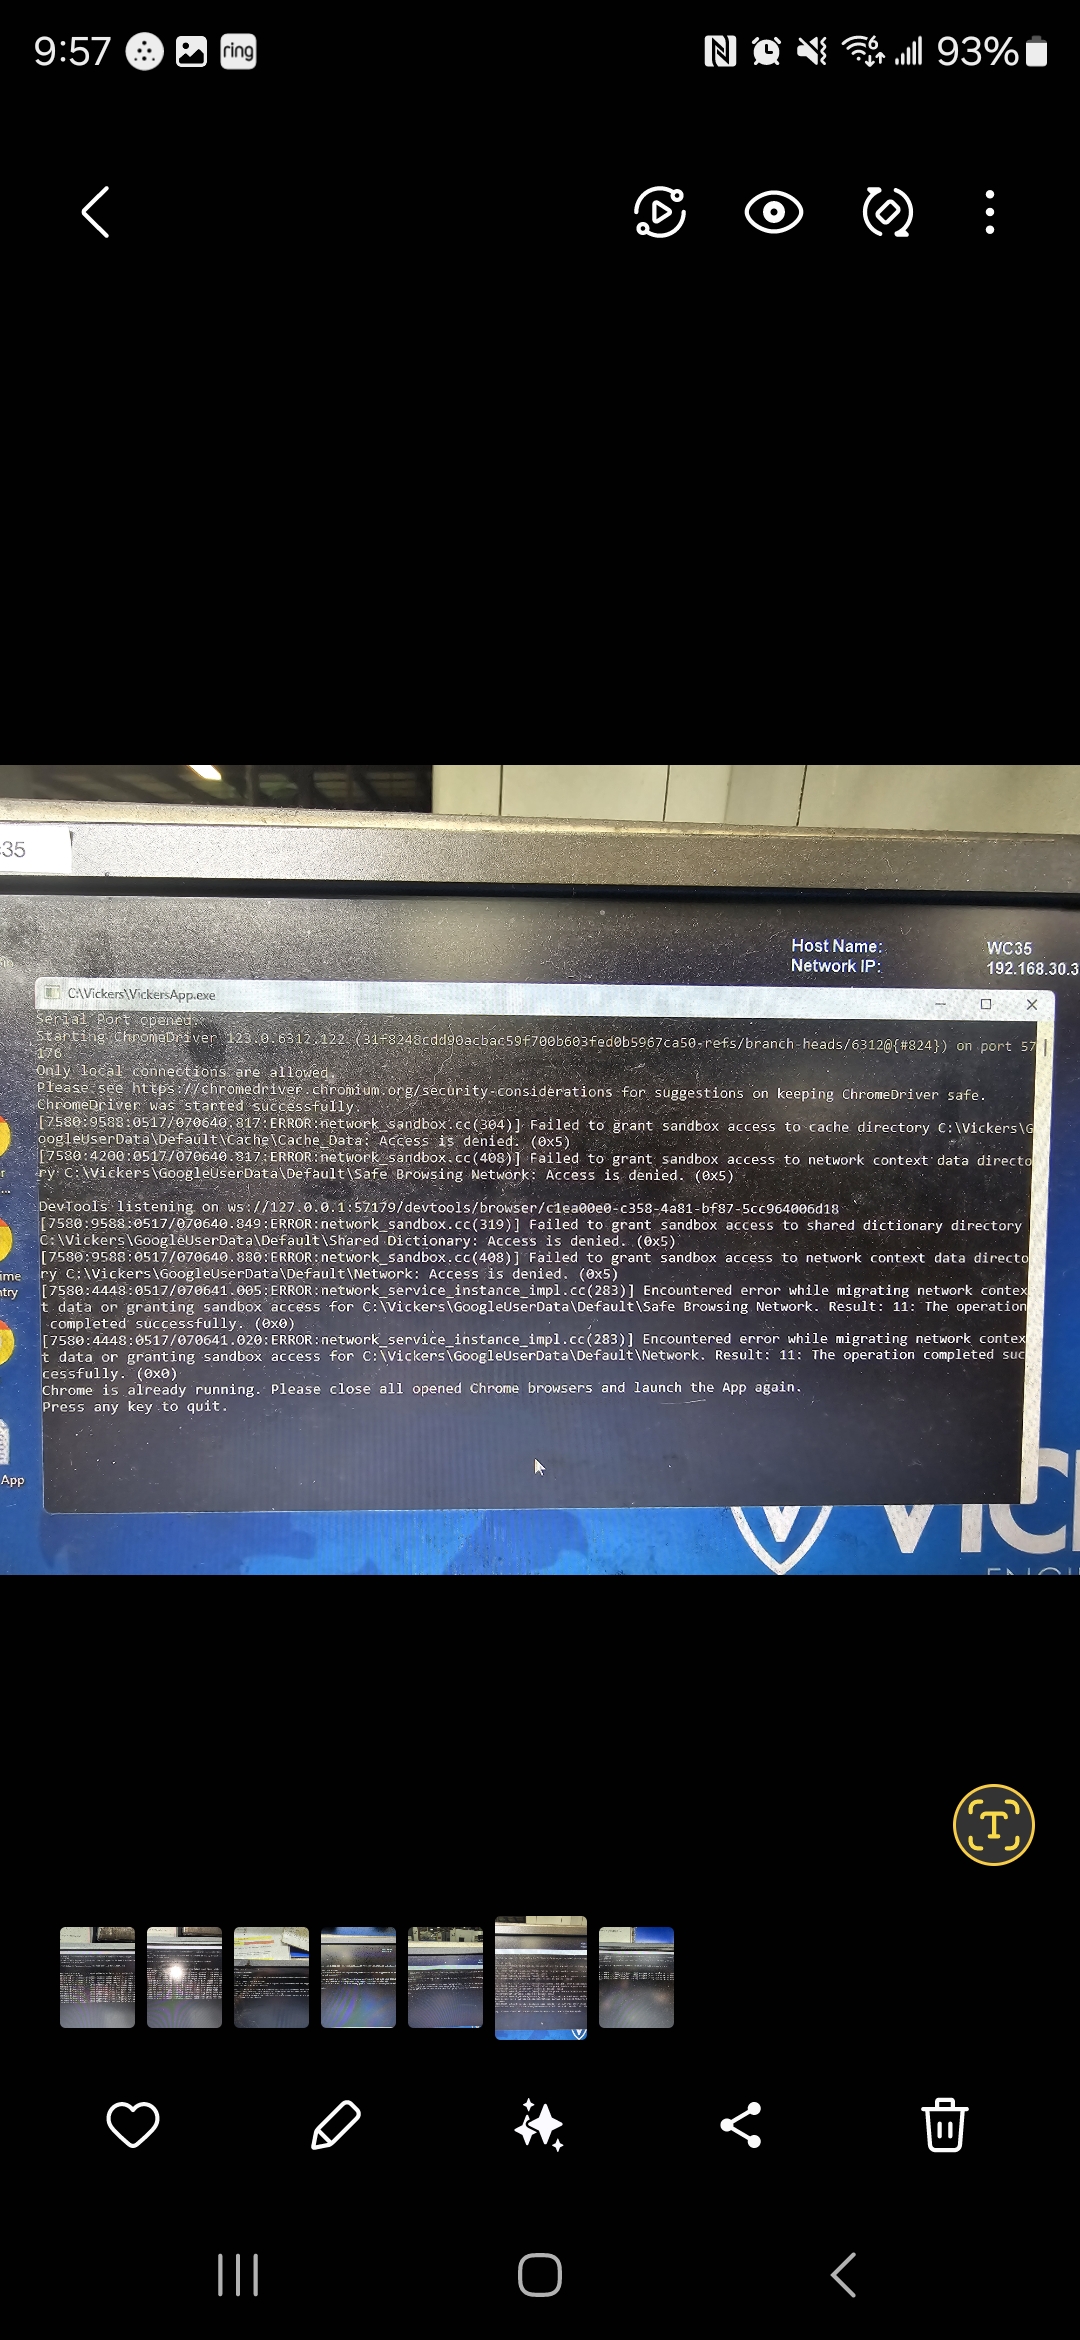 9:57
ring
6
93%
35
Host Name: WC35
Network IP: 192.168.30.3
C:\Vickers\VickersApp.exe
Serial Port opened.
Starting ChromeDriver 123.0.6312.122 (31f8248cdd90acbac59f700b603fed0b5967ca50-refs/branch-heads/6312@{#824}) on port 57
176
Only local connections are allowed.
Please see https://chromedriver.chromium.org/security-considerations for suggestions on keeping ChromeDriver safe.
ChromeDriver was started successfully.
[7580:9588:0517/070640.817:ERROR:network_sandbox.cc(304)] Failed to grant sandbox access to cache directory C:\Vickers\G
oogleUserData\Default\Cache\Cache_Data: Access is denied. (0x5)
[7580:4200:0517/070640.817:ERROR:network_sandbox.cc(408)] Failed to grant sandbox access to network context data directo
ry C:\Vickers\GoogleUserData\Default\Safe Browsing Network: Access is denied. (0x5)
DevTools listening on ws://127.0.0.1:57179/devtools/browser/c1ea00e0-c358-4a81-bf87-5cc964006d18
[7580:9588:0517/070640.849:ERROR:network_sandbox.cc(319)] Failed to grant sandbox access to shared dictionary directory
C:\Vickers\GoogleUserData\Default\Shared Dictionary: Access is denied. (0x5)
[7580:9588:0517/070640.880:ERROR:network_sandbox.cc(408)] Failed to grant sandbox access to network context data directo
ry C:\Vickers\GoogleUserData\Default\Network: Access is denied. (0x5)
[7580:4448:0517/070641.005:ERROR:network_service_instance_impl.cc(283)] Encountered error while migrating network contex
t data or granting sandbox access for C:\Vickers\GoogleUserData\Default\Safe Browsing Network. Result: 11: The operation
completed successfully. (0x0)
[7580:4448:0517/070641.020:ERROR:network_service_instance_impl.cc(283)] Encountered error while migrating network contex
t data or granting sandbox access for C:\Vickers\GoogleUserData\Default\Network. Result: 11: The operation completed suc
cessfully. (0x0)
Chrome is already running. Please close all opened Chrome browsers and launch the App again.
Press any key to quit.
ime
ntry
App
VICK
T